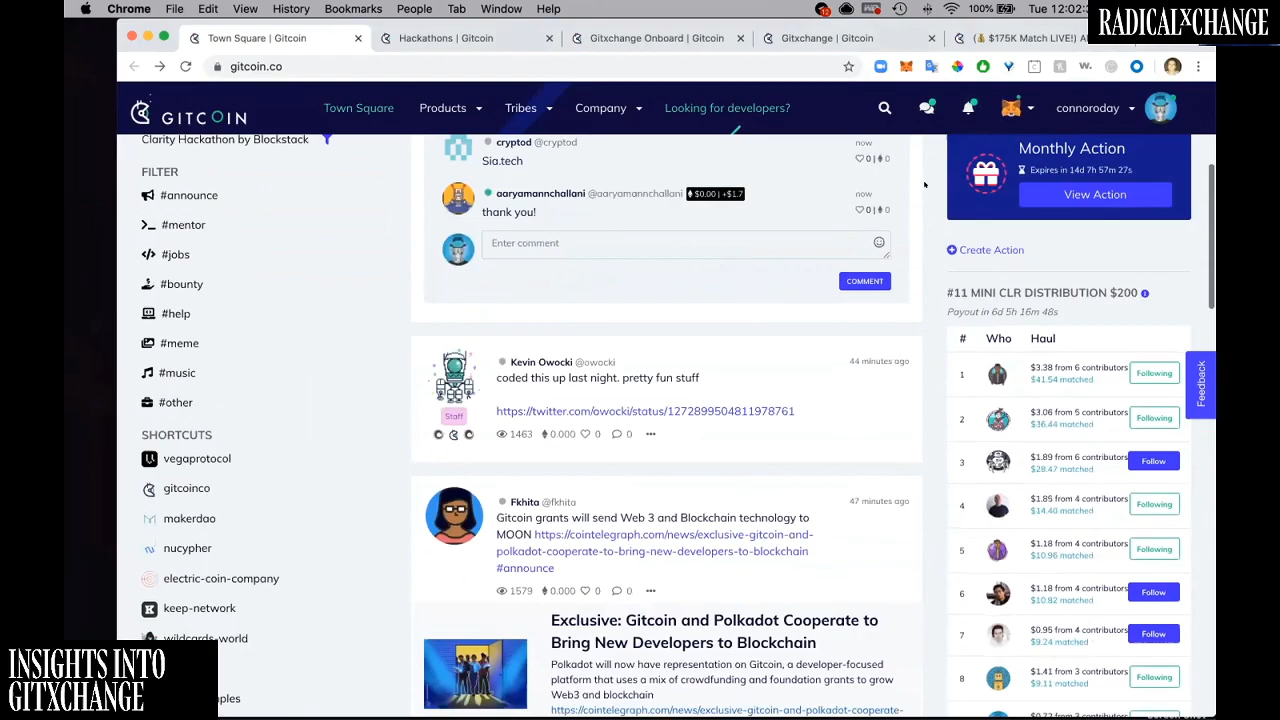 Chrome File Edit View History Bookmarks People Tab Window Help
12
100% Tue 12:02:3
RADICALXCHANGE
Town Square | Gitcoin
Hackathons | Gitcoin
Gitxchange Onboard | Gitcoin
Gitxchange | Gitcoin
(💰 $175K Match LIVE!) A
gitcoin.co
GITCOIN
Town Square
Products
Tribes
Company
Looking for developers?
connoroday
Clarity Hackathon by Blockstack
FILTER
#announce
#mentor
#jobs
#bounty
#help
#meme
#music
#other
SHORTCUTS
vegaprotocol
gitcoinco
makerdao
nucypher
electric-coin-company
keep-network
wildcards-world
cryptod @cryptod
now
Sia.tech
0 | 0
aaryamannchallani @aaryamannchallani $0.00 | +$1.7
now
thank you!
0 | 0
Enter comment
COMMENT
Kevin Owocki @owocki
44 minutes ago
coded this up last night. pretty fun stuff
https://twitter.com/owocki/status/1272899504811978761
Staff
1463 0.000 0 0
Fkhita @fkhita
47 minutes ago
Gitcoin grants will send Web 3 and Blockchain technology to
MOON https://cointelegraph.com/news/exclusive-gitcoin-and-
polkadot-cooperate-to-bring-new-developers-to-blockchain
#announce
1579 0.000 0 0
Exclusive: Gitcoin and Polkadot Cooperate to
Bring New Developers to Blockchain
Polkadot will now have representation on Gitcoin, a developer-focused
platform that uses a mix of crowdfunding and foundation grants to grow
Web3 and blockchain
https://cointelegraph.com/news/exclusive-gitcoin-and-polkadot-cooperate-
Monthly Action
Expires in 14d 7h 57m 27s
View Action
Create Action
#11 MINI CLR DISTRIBUTION $200
Payout in 6d 5h 16m 48s
# Who Haul
1 $3.38 from 6 contributors Following
$41.54 matched
2 $3.06 from 5 contributors Following
$36.44 matched
3 $1.89 from 6 contributors Follow
$28.47 matched
4 $1.85 from 4 contributors Following
$14.40 matched
5 $1.18 from 4 contributors Following
$10.96 matched
6 $1.18 from 4 contributors Follow
$10.82 matched
7 $0.95 from 4 contributors Follow
$9.24 matched
8 $1.41 from 3 contributors Following
$9.11 matched
Feedback
INSIGHTS INTO
GITXCHANGE